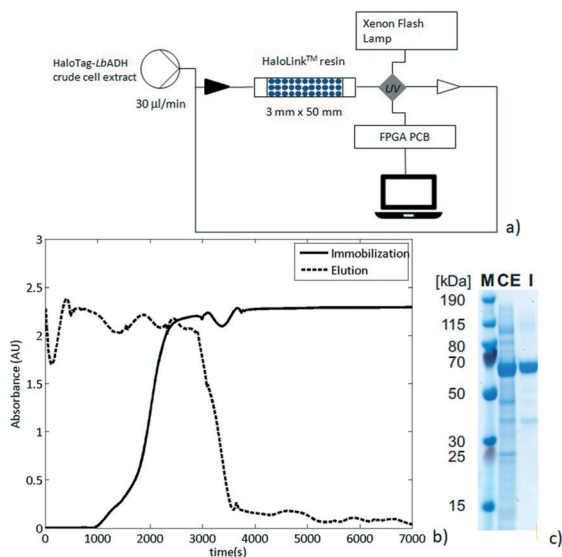 Xenon Flash
Lamp
HaloTag-LbADH
crude cell extract
HaloLink™ resin
UV
30 µl/min
3 mm x 50 mm
FPGA PCB
a)
3
2.5
2
1.5
1
0.5
0
Absorbance (AU)
Immobilization
Elution
0 1000 2000 3000 4000 5000 6000 7000
time(s)
b)
[kDa] M CE I
190
115
80
70
50
30
25
15
c)